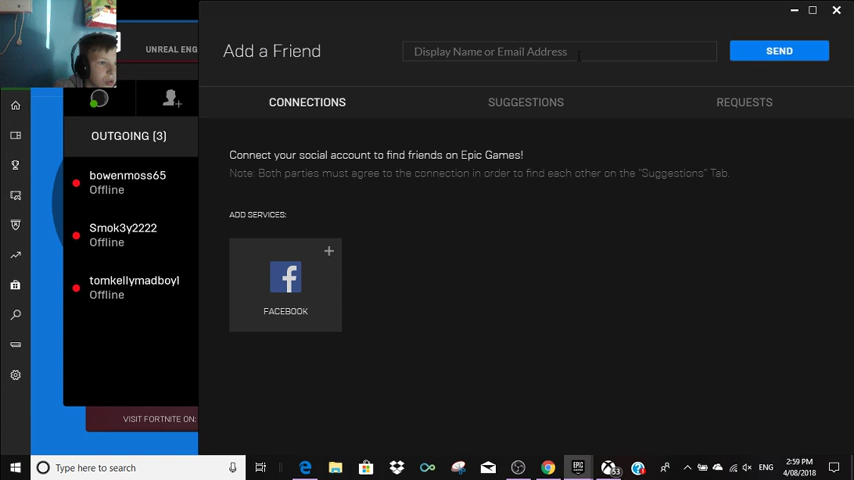 UNREAL ENG
Add a Friend
Display Name or Email Address
SEND
CONNECTIONS
SUGGESTIONS
REQUESTS
OUTGOING (3)
bowenmoss65
Offline
Smok3y2222
Offline
tomkellymadboy1
Offline
Connect your social account to find friends on Epic Games!
Note: Both parties must agree to the connection in order to find each other on the "Suggestions" Tab.
ADD SERVICES:
FACEBOOK
VISIT FORTNITE ON:
Type here to search
EPIC
GAMES
53
ENG
2:59 PM
4/08/2018